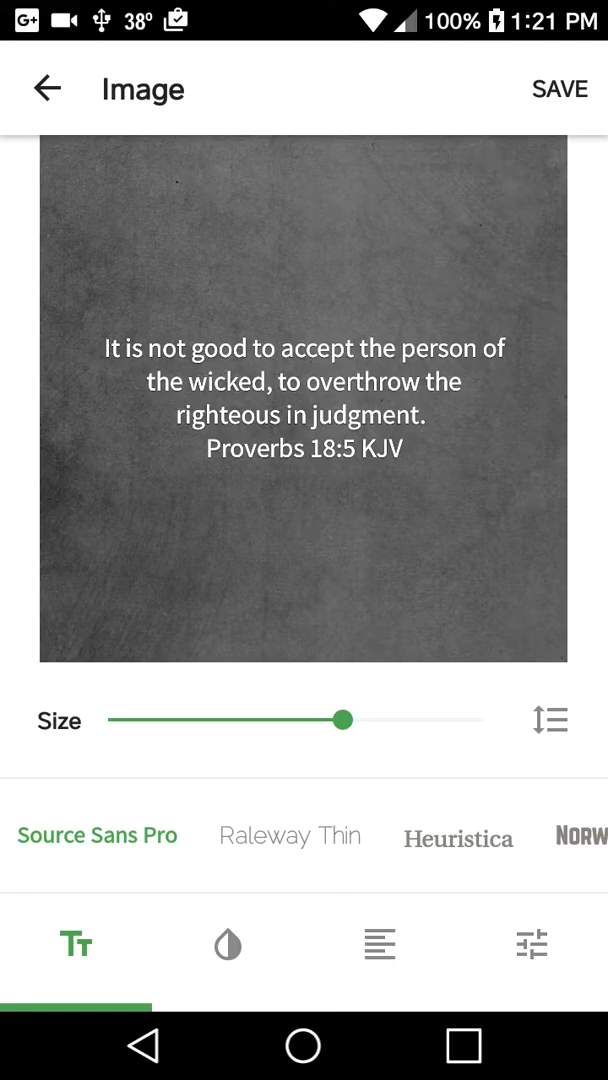 G+ 38° 100% 1:21 PM
Image
SAVE
It is not good to accept the person of
the wicked, to overthrow the
righteous in judgment.
Proverbs 18:5 KJV
Size
Source Sans Pro Raleway Thin Heuristica NORW
TT